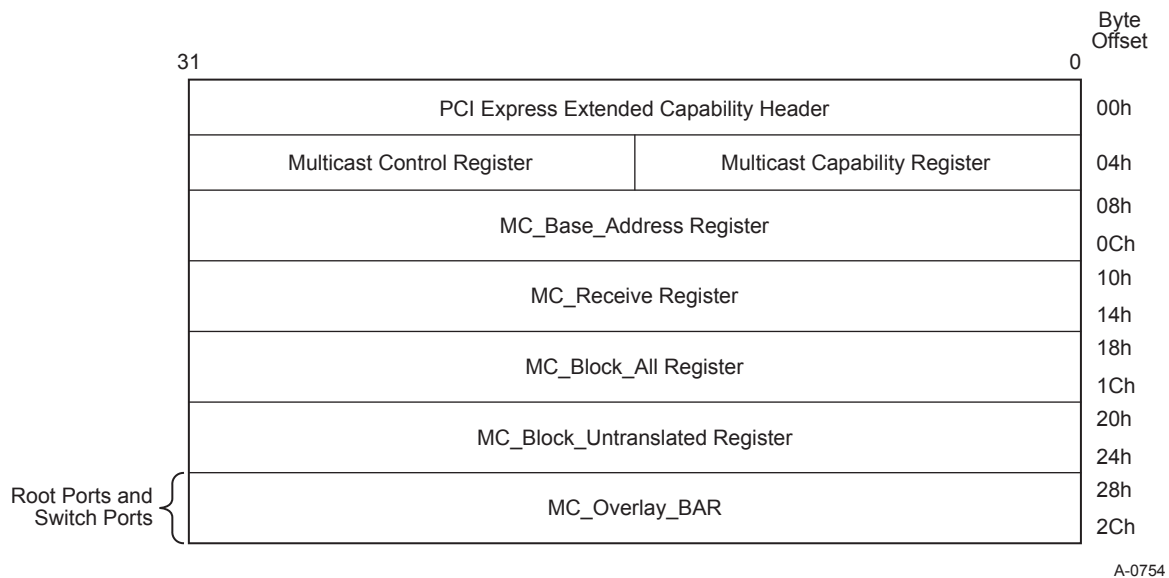 Byte
Offset
31 0
PCI Express Extended Capability Header 00h
Multicast Control Register Multicast Capability Register 04h
08h
MC_Base_Address Register
0Ch
10h
MC_Receive Register
14h
18h
MC_Block_All Register
1Ch
20h
MC_Block_Untranslated Register
24h
Root Ports and
Switch Ports
28h
MC_Overlay_BAR
2Ch
A-0754